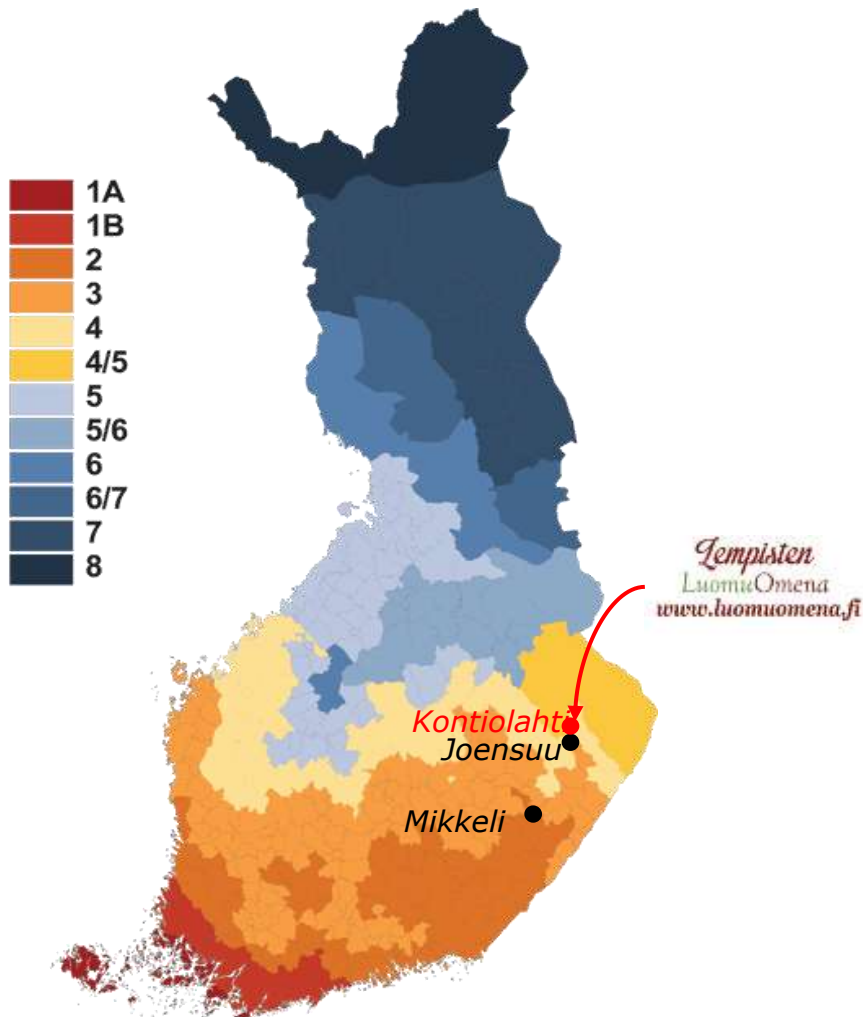 1A
1B
2
3
4
4/5
5
5/6
6
6/7
7
8
Lempisten
LuomuOmena
www.luomuomena.fi
Kontiolahti
Joensuu
Mikkeli